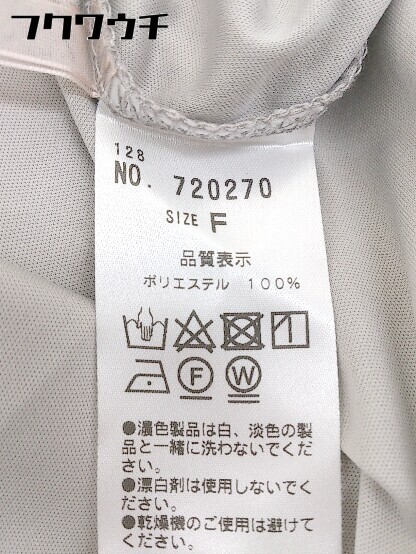 フクワウチ
128
NO. 720270
SIZE F
品質表示
ポリエステル 100%
F W
●濃色製品は白、淡色の製
品と一緒に洗わないでくだ
さい。
●漂白剤は使用しないでく
ださい。
●乾燥機のご使用は避けて
ください。